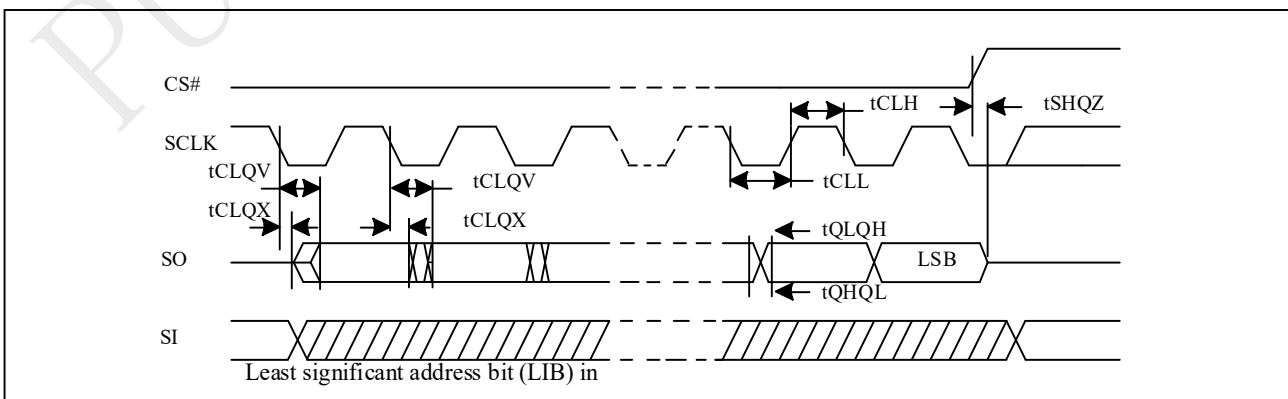 CS#
tCLH
tSHQZ
SCLK
tCLQV
tCLQV
tCLL
tCLQX
tCLQX
tQLQH
SO
LSB
tQHQL
SI
Least significant address bit (LIB) in